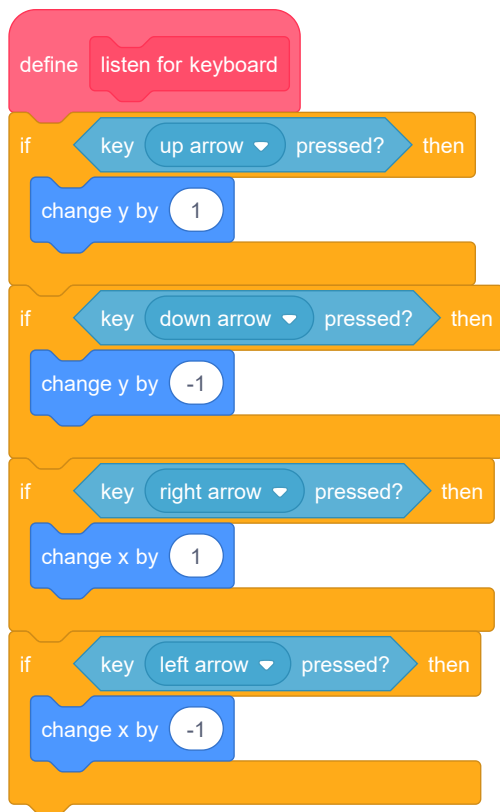 define listen for keyboard
if key up arrow pressed? then
change y by 1
if key down arrow pressed? then
change y by -1
if key right arrow pressed? then
change x by 1
if key left arrow pressed? then
change x by -1